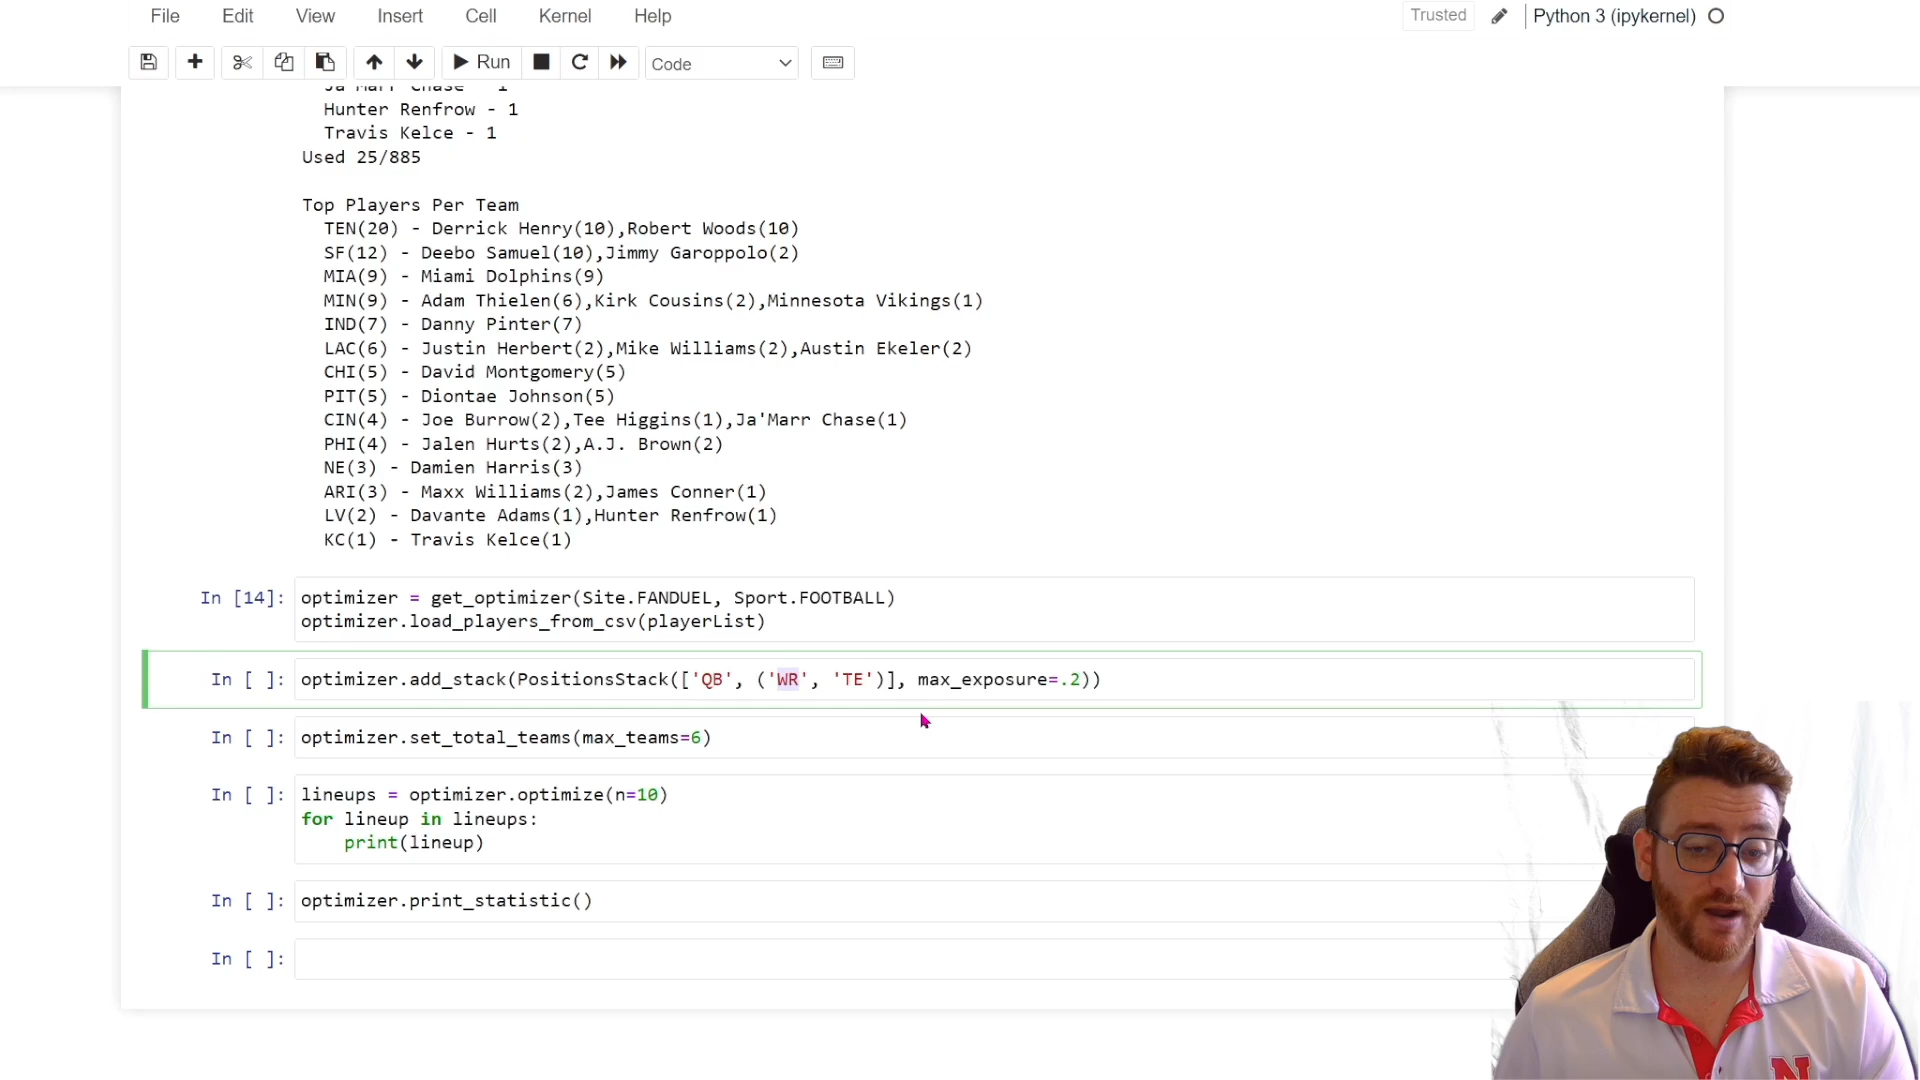 File Edit View Insert Cell Kernel Help Trusted Python 3 (ipykernel)
Run Code
Ja'Marr Chase - 1
Hunter Renfrow - 1
Travis Kelce - 1
Used 25/885
Top Players Per Team
TEN(20) - Derrick Henry(10),Robert Woods(10)
SF(12) - Deebo Samuel(10),Jimmy Garoppolo(2)
MIA(9) - Miami Dolphins(9)
MIN(9) - Adam Thielen(6),Kirk Cousins(2),Minnesota Vikings(1)
IND(7) - Danny Pinter(7)
LAC(6) - Justin Herbert(2),Mike Williams(2),Austin Ekeler(2)
CHI(5) - David Montgomery(5)
PIT(5) - Diontae Johnson(5)
CIN(4) - Joe Burrow(2),Tee Higgins(1),Ja'Marr Chase(1)
PHI(4) - Jalen Hurts(2),A.J. Brown(2)
NE(3) - Damien Harris(3)
ARI(3) - Maxx Williams(2),James Conner(1)
LV(2) - Davante Adams(1),Hunter Renfrow(1)
KC(1) - Travis Kelce(1)
In [14]: optimizer = get_optimizer(Site.FANDUEL, Sport.FOOTBALL)
optimizer.load_players_from_csv(playerList)
In [ ]: optimizer.add_stack(PositionsStack(['QB', ('WR', 'TE')], max_exposure=.2))
In [ ]: optimizer.set_total_teams(max_teams=6)
In [ ]: lineups = optimizer.optimize(n=10)
for lineup in lineups:
print(lineup)
In [ ]: optimizer.print_statistic()
In [ ]:
N